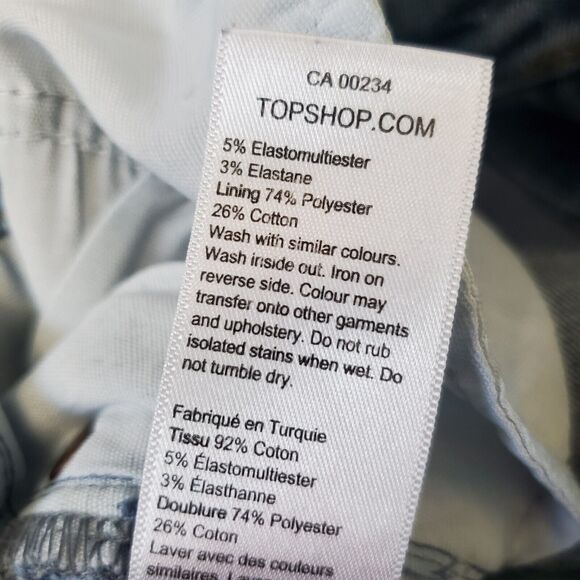 CA 00234
TOPSHOP.COM
5% Elastomultiester
3% Elastane
Lining 74% Polyester
26% Cotton
Wash with similar colours.
Wash inside out. Iron on
reverse side. Colour may
transfer onto other garments
and upholstery. Do not rub
isolated stains when wet. Do
not tumble dry.
Fabriqué en Turquie
Tissu 92% Coton
5% Élastomultiester
3% Élasthanne
Doublure 74% Polyester
26% Coton
Laver avec des couleurs
similaires.